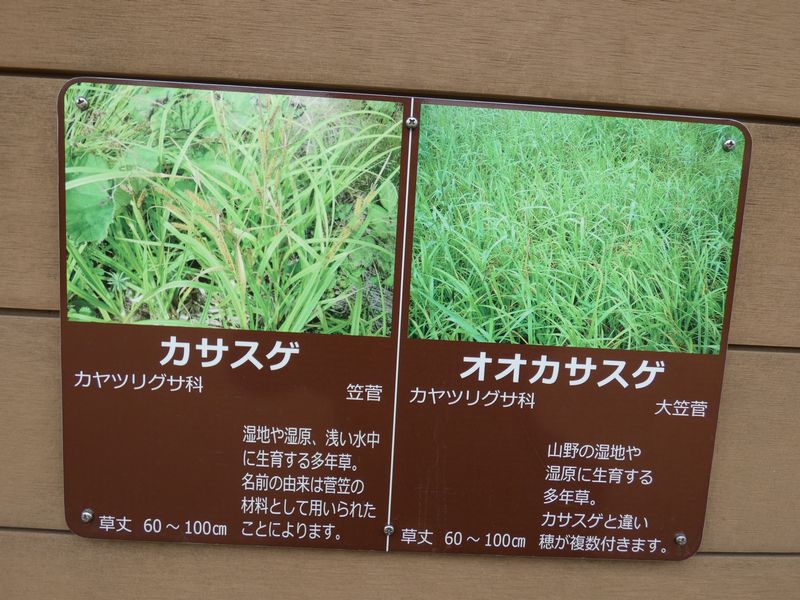 カサスゲ
カヤツリグサ科
笠菅
湿地や湿原、浅い水中
に生育する多年草。
名前の由来は菅笠の
材料として用いられた
ことによります。
草丈 60～100㎝
オオカサスゲ
カヤツリグサ科
大笠菅
山野の湿地や
湿原に生育する
多年草。
カサスゲと違い
穂が複数付きます。
草丈 60～100㎝